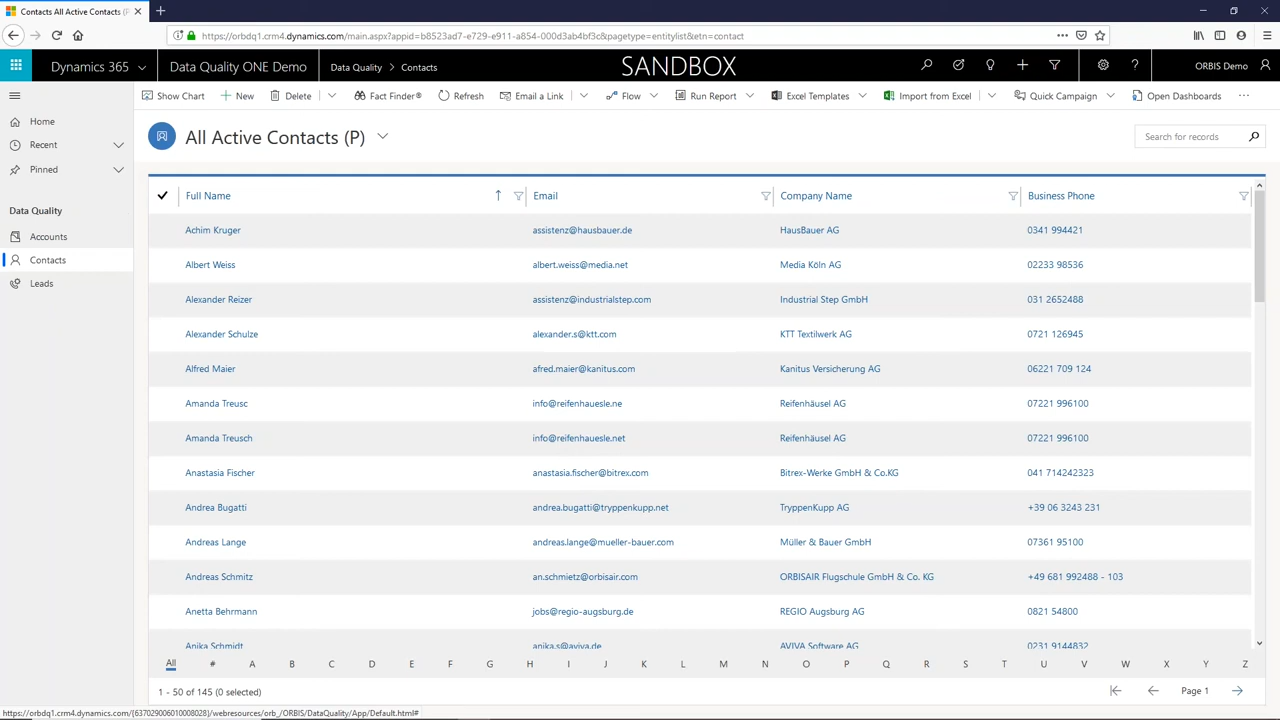 Contacts All Active Contacts (P
https://orbdq1.crm4.dynamics.com/main.aspx?appid=b8523ad7-e729-e911-a854-000d3ab4bf3c&pagetype=entitylist&etn=contact
Dynamics 365
Data Quality ONE Demo
Data Quality > Contacts
SANDBOX
ORBIS Demo
Show Chart + New Delete Fact Finder® Refresh Email a Link Flow Run Report Excel Templates Import from Excel Quick Campaign Open Dashboards ...
Home
Recent
Pinned
Data Quality
Accounts
Contacts
Leads
All Active Contacts (P)
Search for records
Full Name Email Company Name Business Phone
Achim Kruger assistenz@hausbauer.de HausBauer AG 0341 994421
Albert Weiss albert.weiss@media.net Media Köln AG 02233 98536
Alexander Reizer assistenz@industrialstep.com Industrial Step GmbH 031 2652488
Alexander Schulze alexander.s@ktt.com KTT Textilwerk AG 0721 126945
Alfred Maier afred.maier@kanitus.com Kanitus Versicherung AG 06221 709 124
Amanda Treusc info@reifenhauesle.ne Reifenhäusel AG 07221 996100
Amanda Treusch info@reifenhauesle.net Reifenhäusel AG 07221 996100
Anastasia Fischer anastasia.fischer@bitrex.com Bitrex-Werke GmbH & Co.KG 041 714242323
Andrea Bugatti andrea.bugatti@tryppenkupp.net TryppenKupp AG +39 06 3243 231
Andreas Lange andreas.lange@mueller-bauer.com Müller & Bauer GmbH 07361 95100
Andreas Schmitz an.schmietz@orbisair.com ORBISAIR Flugschule GmbH & Co. KG +49 681 992488 - 103
Anetta Behrmann jobs@regio-augsburg.de REGIO Augsburg AG 0821 54800
Anika Schmidt anika.s@aviva.de AVIVA Software AG 0231 9144832
All # A B C D E F G H I J K L M N O P Q R S T U V W X Y Z
1 - 50 of 145 (0 selected)
Page 1
https://orbdq1.crm4.dynamics.com/{637029006010008028}/webresources/orb_/ORBIS/DataQuality/App/Default.html#